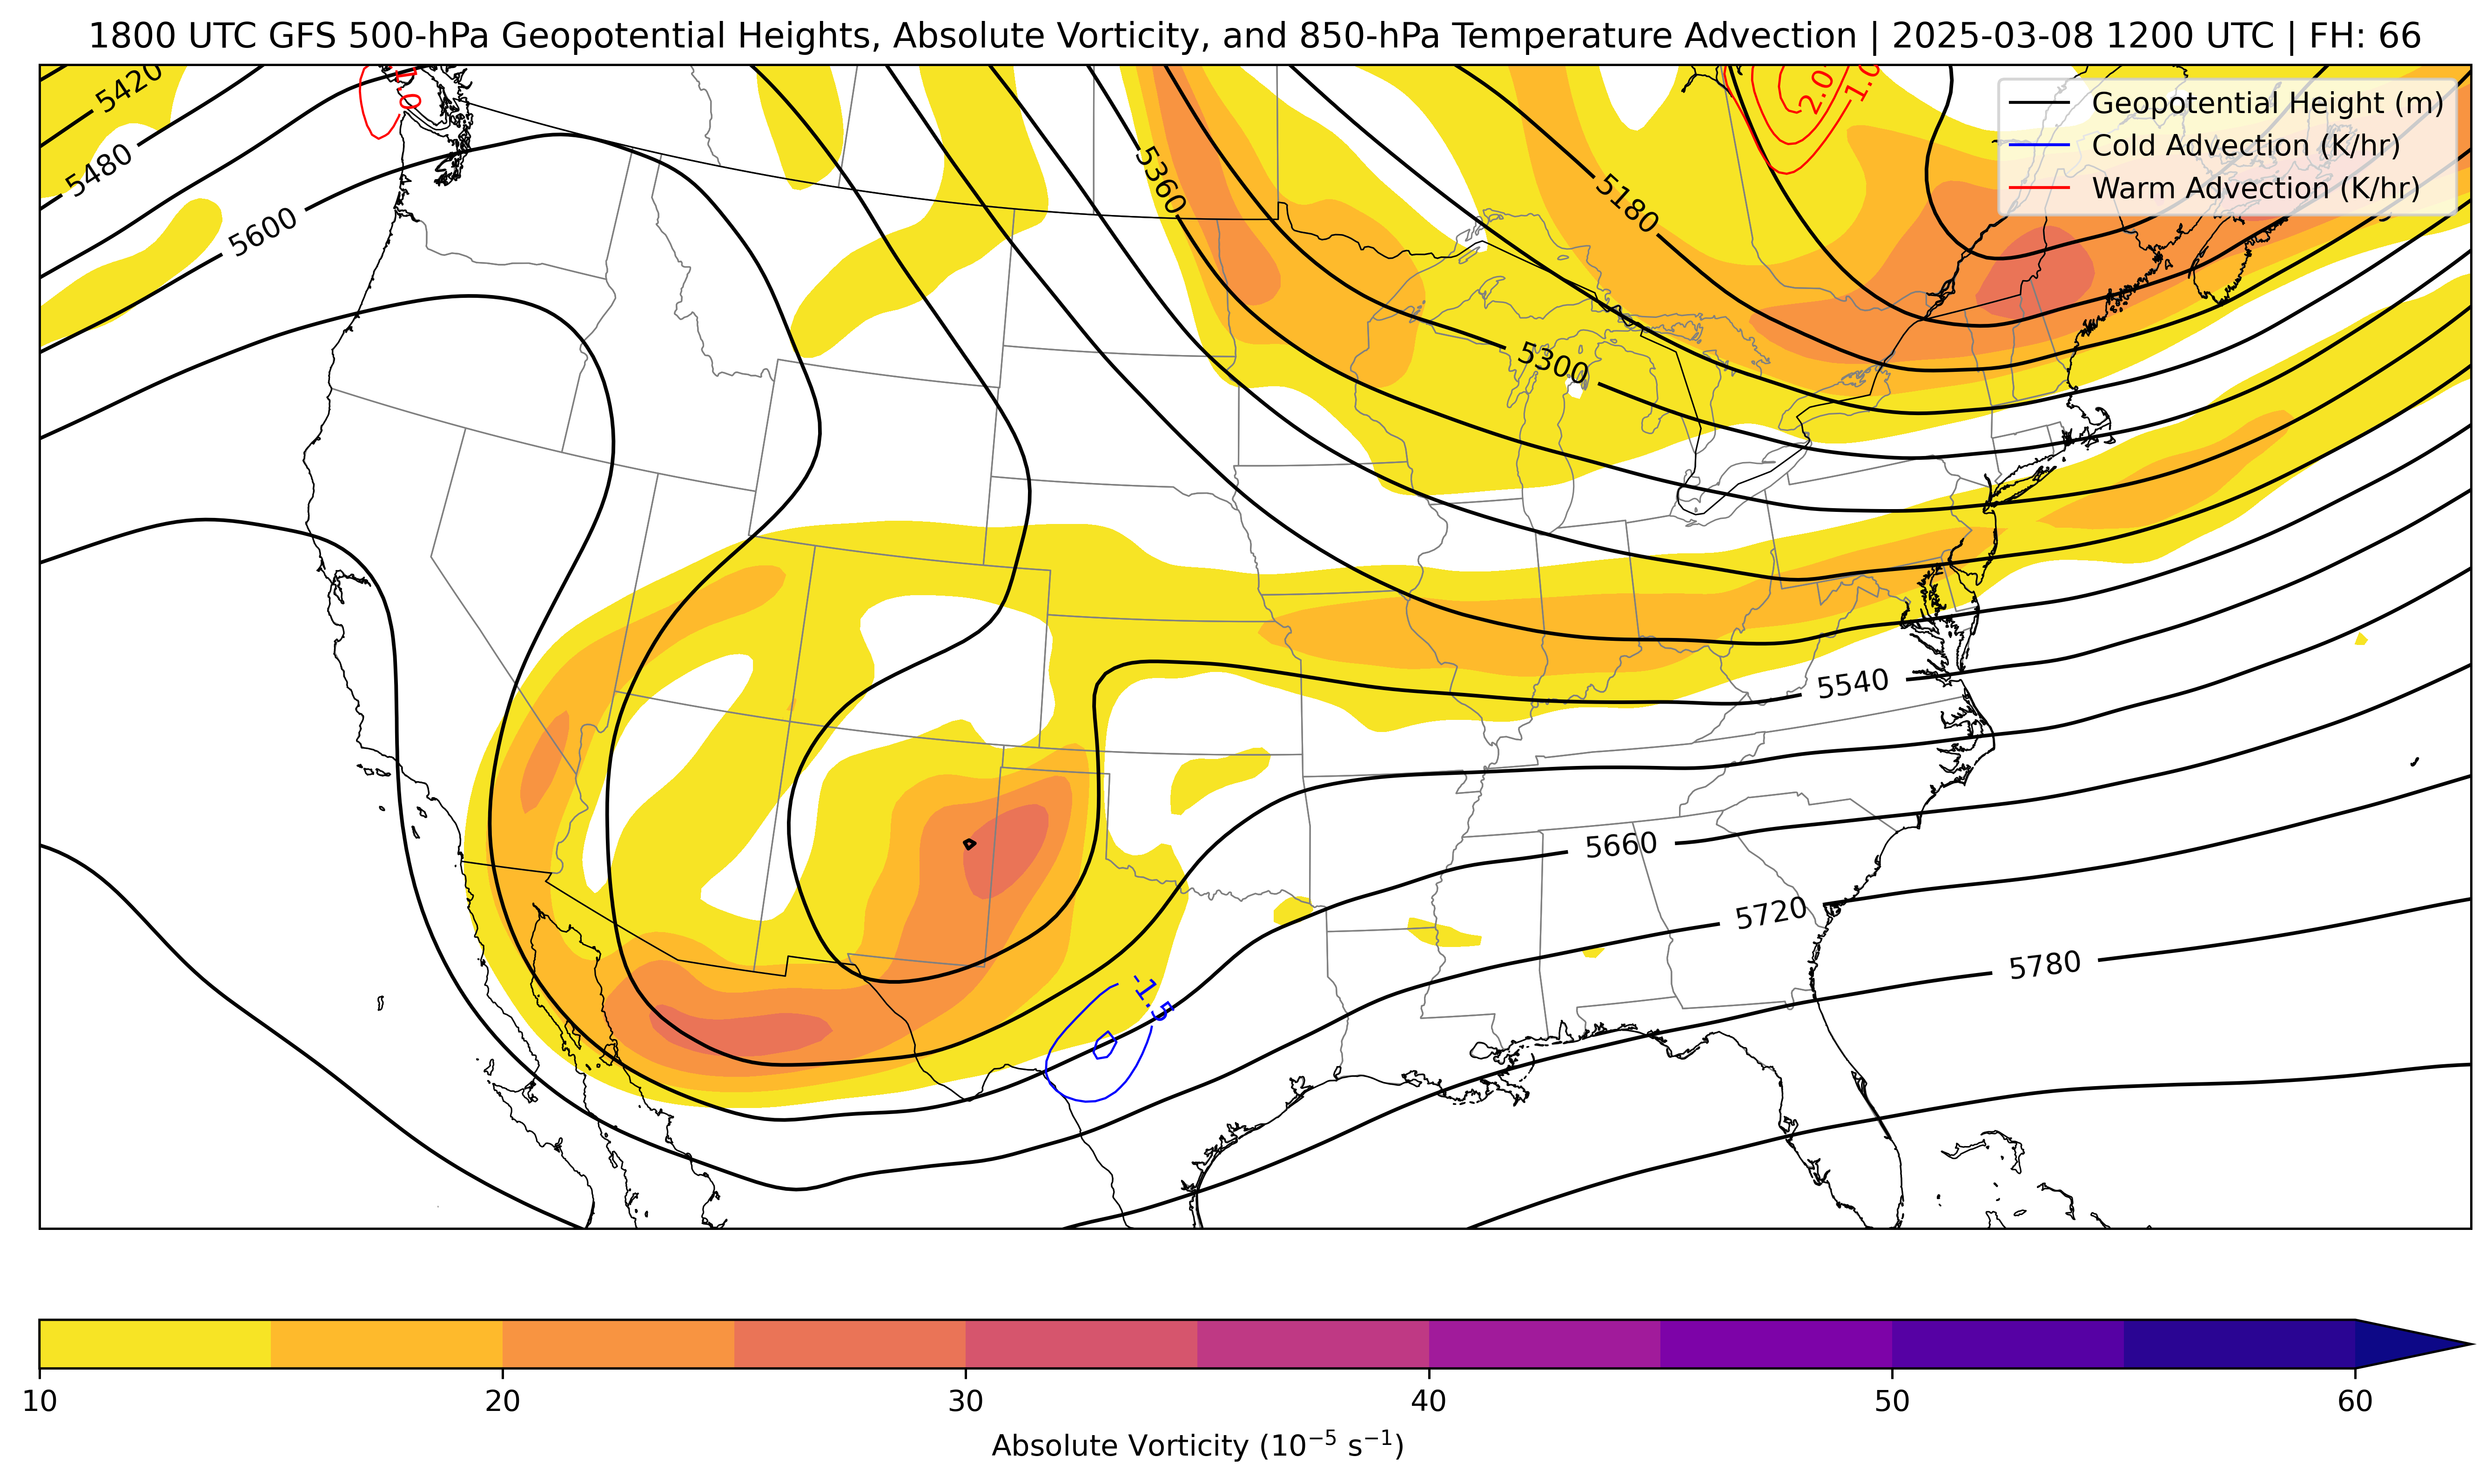 1800 UTC GFS 500-hPa Geopotential Heights, Absolute Vorticity, and 850-hPa Temperature Advection | 2025-03-08 1200 UTC | FH: 66
5420
5480
5600
5360
5180
5300
2.0
1.0
Geopotential Height (m)
Cold Advection (K/hr)
Warm Advection (K/hr)
5540
5660
5720
5780
-1.5
10 20 30 40 50 60
Absolute Vorticity (10⁻⁵ s⁻¹)